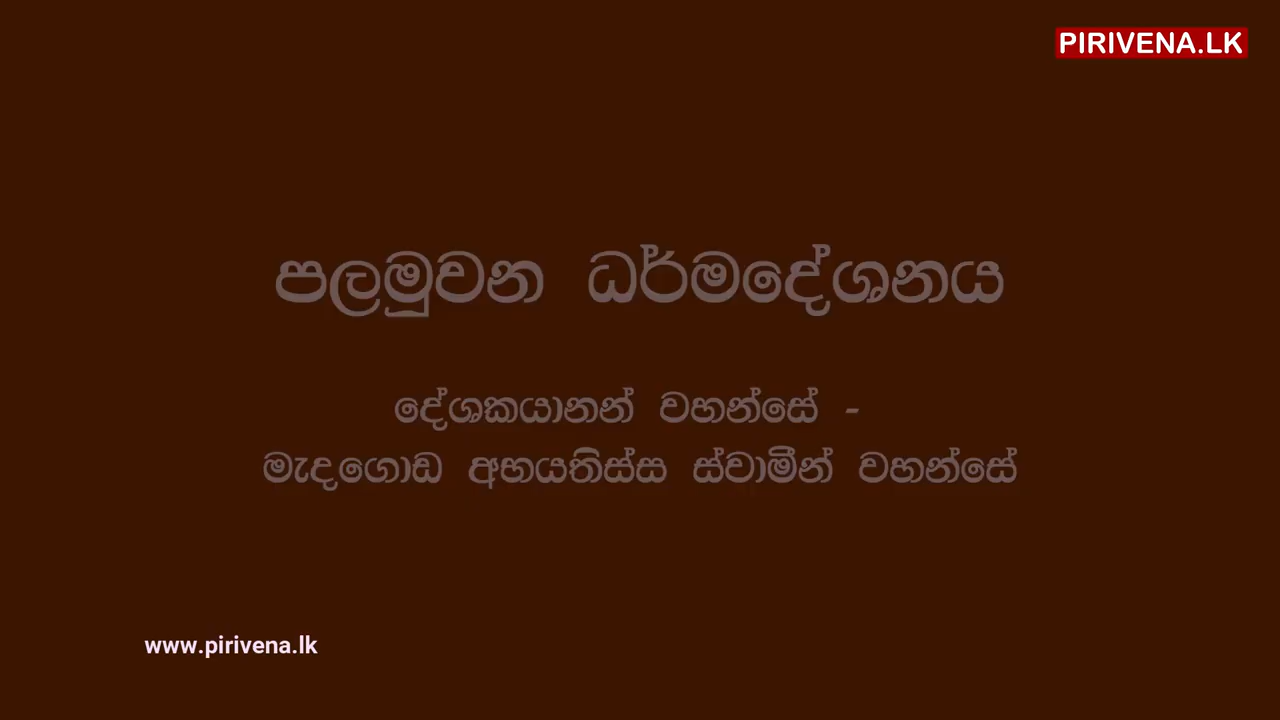 PIRIVENA.LK
පලමුවන ධර්මදේශනය
දේශකයානන් වහන්සේ -
මැදගොඩ අභයතිස්ස ස්වාමීන් වහන්සේ
www.pirivena.lk